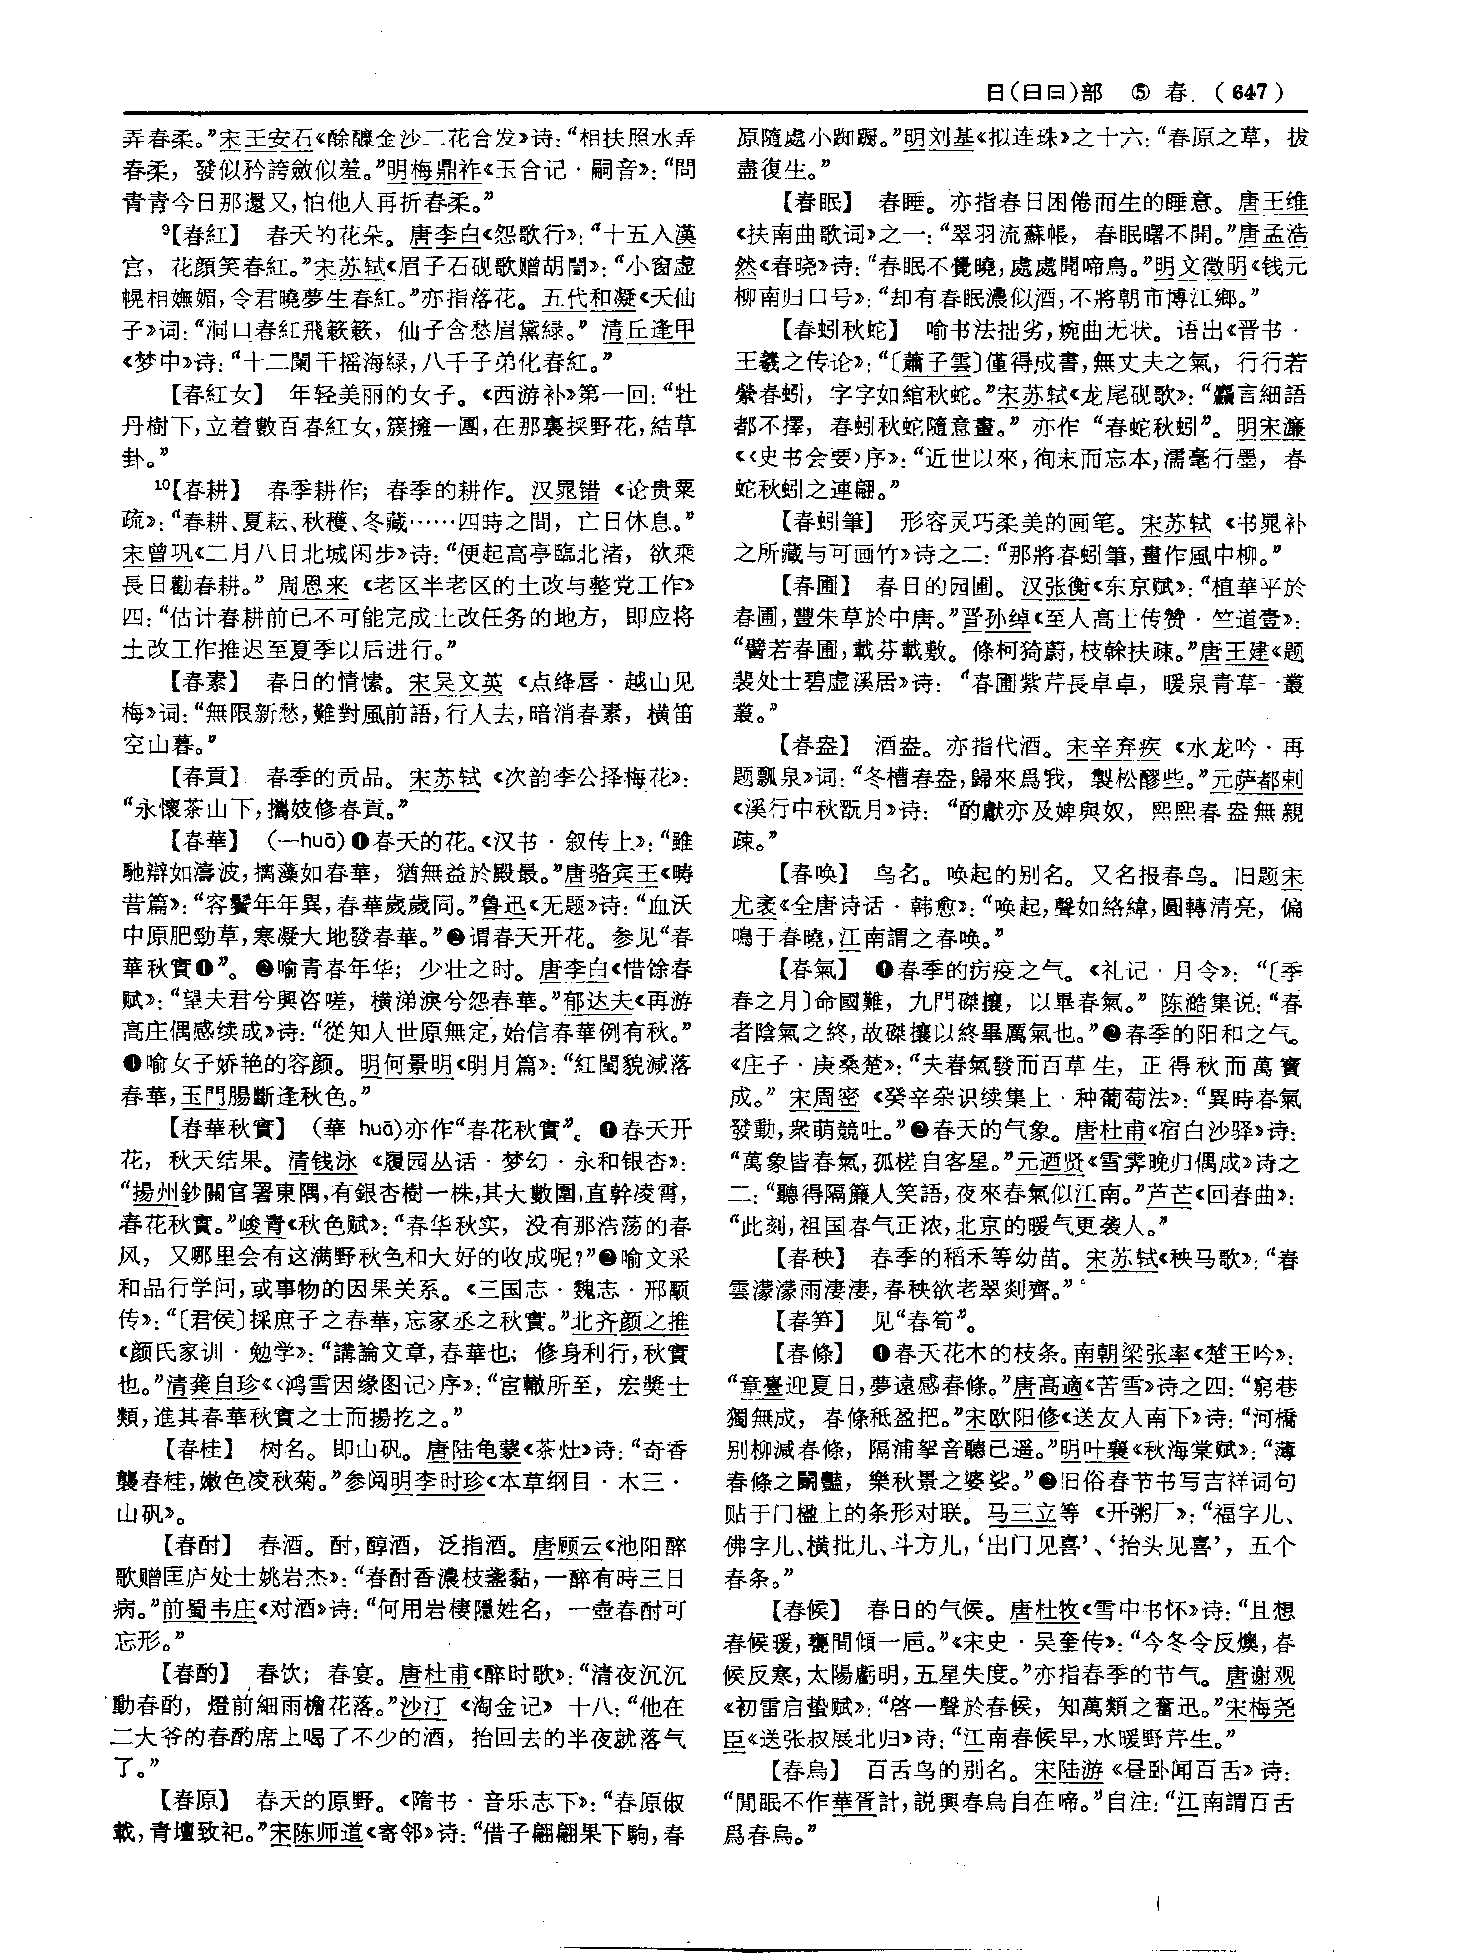 日(日曰)部　⑤　春.（647）
弄春柔。”宋王安石《酴醾金沙二花合发》诗：“相扶照水弄
春柔，發似矜誇斂似羞。”明梅鼎祚《玉合记·嗣音》：“問
青青今日那還又，怕他人再折春柔。”
⁹【春紅】　春天的花朵。唐李白《怨歌行》：“十五入漢
宫，花顔笑春紅。”宋苏轼《眉子石砚歌赠胡誾》：“小窗虚
幌相嫵媚，令君曉夢生春紅。”亦指落花。五代和凝《天仙
子》词：“洞口春紅飛簌簌，仙子含愁眉黛緑。”清丘逢甲
《梦中》诗：“十二闌干摇海緑，八千子弟化春紅。”
【春紅女】　年轻美丽的女子。《西游补》第一回：“牡
丹樹下，立着數百春紅女，簇擁一團，在那裏採野花，結草
卦。”
¹⁰【春耕】　春季耕作；春季的耕作。汉晁错《论贵粟
疏》：“春耕、夏耘、秋穫、冬藏……四時之間，亡日休息。”
宋曾巩《二月八日北城闲步》诗：“便起高亭臨北渚，欲乘
長日勸春耕。”周恩来《老区半老区的土改与整党工作》
四：“估计春耕前已不可能完成土改任务的地方，即应将
土改工作推迟至夏季以后进行。”
【春素】　春日的情愫。宋吴文英《点绛唇·越山见
梅》词：“無限新愁，難對風前語，行人去，暗消春素，横笛
空山暮。”
【春貢】　春季的贡品。宋苏轼《次韵李公择梅花》：
“永懷茶山下，攜妓修春貢。”
【春華】　（—huā）❶春天的花。《汉书·叙传上》：“雖
馳辯如濤波，摛藻如春華，猶無益於殿最。”唐骆宾王《畴
昔篇》：“容鬢年年異，春華歲歲同。”鲁迅《无题》诗：“血沃
中原肥勁草，寒凝大地發春華。”❷谓春天开花。参见“春
華秋實❶”。❸喻青春年华；少壮之时。唐李白《惜馀春
赋》：“望夫君兮興咨嗟，横涕淚兮怨春華。”郁达夫《再游
高庄偶感续成》诗：“從知人世原無定，始信春華例有秋。”
❹喻女子娇艳的容颜。明何景明《明月篇》：“紅閨貌減落
春華，玉門腸斷逢秋色。”
【春華秋實】　（華 huā）亦作“春花秋實”。❶春天开
花，秋天结果。清钱泳《履园丛话·梦幻·永和银杏》：
“揚州鈔關官署東隅，有銀杏樹一株，其大數圍，直幹凌霄，
春花秋實。”峻青《秋色赋》：“春华秋实，没有那浩荡的春
风，又哪里会有这满野秋色和大好的收成呢？”❷喻文采
和品行学问，或事物的因果关系。《三国志·魏志·邢颙
传》：“〔君侯〕採庶子之春華，忘家丞之秋實。”北齐颜之推
《颜氏家训·勉学》：“講論文章，春華也；修身利行，秋實
也。”清龚自珍《〈鸿雪因缘图记〉序》：“宦轍所至，宏奬士
類，進其春華秋實之士而揚扢之。”
【春桂】　树名。即山矾。唐陆龟蒙《茶灶》诗：“奇香
襲春桂，嫩色凌秋菊。”参阅明李时珍《本草纲目·木三·
山矾》。
【春酎】　春酒。酎，醇酒，泛指酒。唐顾云《池阳醉
歌赠匡庐处士姚岩杰》：“春酎香濃枝盞黏，一醉有時三日
病。”前蜀韦庄《对酒》诗：“何用岩棲隱姓名，一壺春酎可
忘形。”
【春酌】　春饮；春宴。唐杜甫《醉时歌》：“清夜沉沉
動春酌，燈前細雨檐花落。”沙汀《淘金记》十八：“他在
二大爷的春酌席上喝了不少的酒，抬回去的半夜就落气
了。”
【春原】　春天的原野。《隋书·音乐志下》：“春原俶
載，青壇致祀。”宋陈师道《寄邻》诗：“借子翩翩果下駒，春
原隨處小踟躕。”明刘基《拟连珠》之十六：“春原之草，拔
盡復生。”
【春眠】　春睡。亦指春日困倦而生的睡意。唐王维
《扶南曲歌词》之一：“翠羽流蘇帳，春眠曙不開。”唐孟浩
然《春晓》诗：“春眠不覺曉，處處聞啼鳥。”明文徵明《钱元
柳南归口号》：“却有春眠濃似酒，不將朝市博江鄉。”
【春蚓秋蛇】　喻书法拙劣，婉曲无状。语出《晋书·
王羲之传论》：“〔蕭子雲〕僅得成書，無丈夫之氣，行行若
縈春蚓，字字如綰秋蛇。”宋苏轼《龙尾砚歌》：“麤言細語
都不擇，春蚓秋蛇隨意畫。”亦作“春蛇秋蚓”。明宋濂
《〈史书会要〉序》：“近世以來，徇末而忘本，濡毫行墨，春
蛇秋蚓之連翩。”
【春蚓筆】　形容灵巧柔美的画笔。宋苏轼《书晁补
之所藏与可画竹》诗之二：“那將春蚓筆，畫作風中柳。”
【春圃】　春日的园圃。汉张衡《东京赋》：“植華平於
春圃，豐朱草於中唐。”晋孙绰《至人高士传赞·竺道壹》：
“譬若春圃，載芬載敷。條柯猗蔚，枝榦扶疎。”唐王建《题
裴处士碧虚溪居》诗：“春圃紫芹長卓卓，暖泉青草一叢
叢。”
【春盎】　酒盎。亦指代酒。宋辛弃疾《水龙吟·再
题瓢泉》词：“冬槽春盎，歸來爲我，製松醪些。”元萨都剌
《溪行中秋翫月》诗：“酌獻亦及婢與奴，熙熙春盎無親
疎。”
【春唤】　鸟名。唤起的别名。又名报春鸟。旧题宋
尤袤《全唐诗话·韩愈》：“唤起，聲如絡緯，圓轉清亮，偏
鳴于春曉，江南謂之春唤。”
【春氣】　❶春季的疠疫之气。《礼记·月令》：“〔季
春之月〕命國難，九門磔攘，以畢春氣。”陈澔集说：“春
者陰氣之終，故磔攘以終畢厲氣也。”❷春季的阳和之气。
《庄子·庚桑楚》：“夫春氣發而百草生，正得秋而萬寶
成。”宋周密《癸辛杂识续集上·种葡萄法》：“異時春氣
發動，衆萌競吐。”❸春天的气象。唐杜甫《宿白沙驿》诗：
“萬象皆春氣，孤槎自客星。”元迺贤《雪霁晚归偶成》诗之
二：“聽得隔簾人笑語，夜來春氣似江南。”芦芒《回春曲》：
“此刻，祖国春气正浓，北京的暖气更袭人。”
【春秧】　春季的稻禾等幼苗。宋苏轼《秧马歌》：“春
雲濛濛雨淒淒，春秧欲老翠剡齊。”
【春笋】　见“春筍”。
【春條】　❶春天花木的枝条。南朝梁张率《楚王吟》：
“章臺迎夏日，夢遠感春條。”唐高適《苦雪》诗之四：“窮巷
獨無成，春條秖盈把。”宋欧阳修《送友人南下》诗：“河橋
别柳減春條，隔浦挐音聽已遥。”明叶襄《秋海棠赋》：“薄
春條之鬭豔，樂秋景之婆娑。”❷旧俗春节书写吉祥词句
贴于门楹上的条形对联。马三立等《开粥厂》：“福字儿、
佛字儿、横批儿、斗方儿，‘出门见喜’、‘抬头见喜’，五个
春条。”
【春候】　春日的气候。唐杜牧《雪中书怀》诗：“且想
春候暖，甕間傾一卮。”《宋史·吴奎传》：“今冬令反燠，春
候反寒，太陽虧明，五星失度。”亦指春季的节气。唐谢观
《初雷启蛰赋》：“啓一聲於春候，知萬類之奮迅。”宋梅尧
臣《送张叔展北归》诗：“江南春候早，水暖野芹生。”
【春烏】　百舌鸟的别名。宋陆游《昼卧闻百舌》诗：
“閒眠不作華胥計，説與春烏自在啼。”自注：“江南謂百舌
爲春烏。”